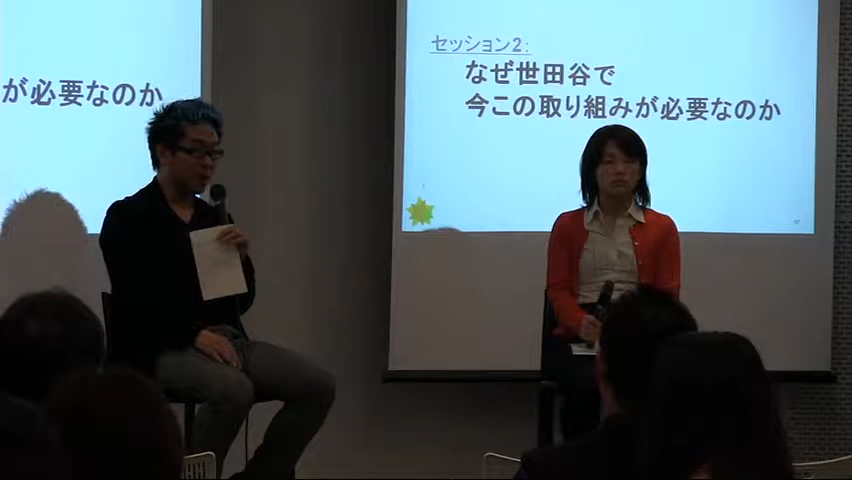 セッション2:
なぜ世田谷で
今この取り組みが必要なのか
が必要なのか